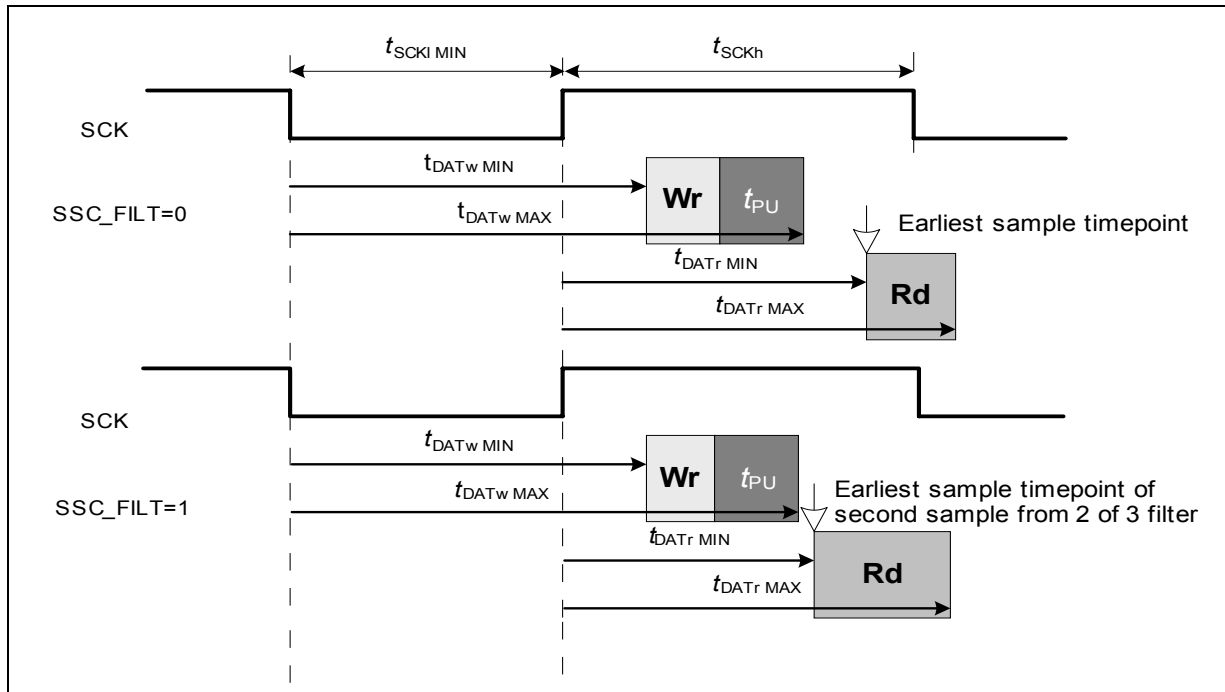 tSCKl MIN
tSCKh
SCK
tDATw MIN
Wr
tPU
SSC_FILT=0
tDATw MAX
Earliest sample timepoint
tDATr MIN
Rd
tDATr MAX
SCK
tDATw MIN
Wr
tPU
SSC_FILT=1
tDATw MAX
Earliest sample timepoint of
second sample from 2 of 3 filter
tDATr MIN
Rd
tDATr MAX